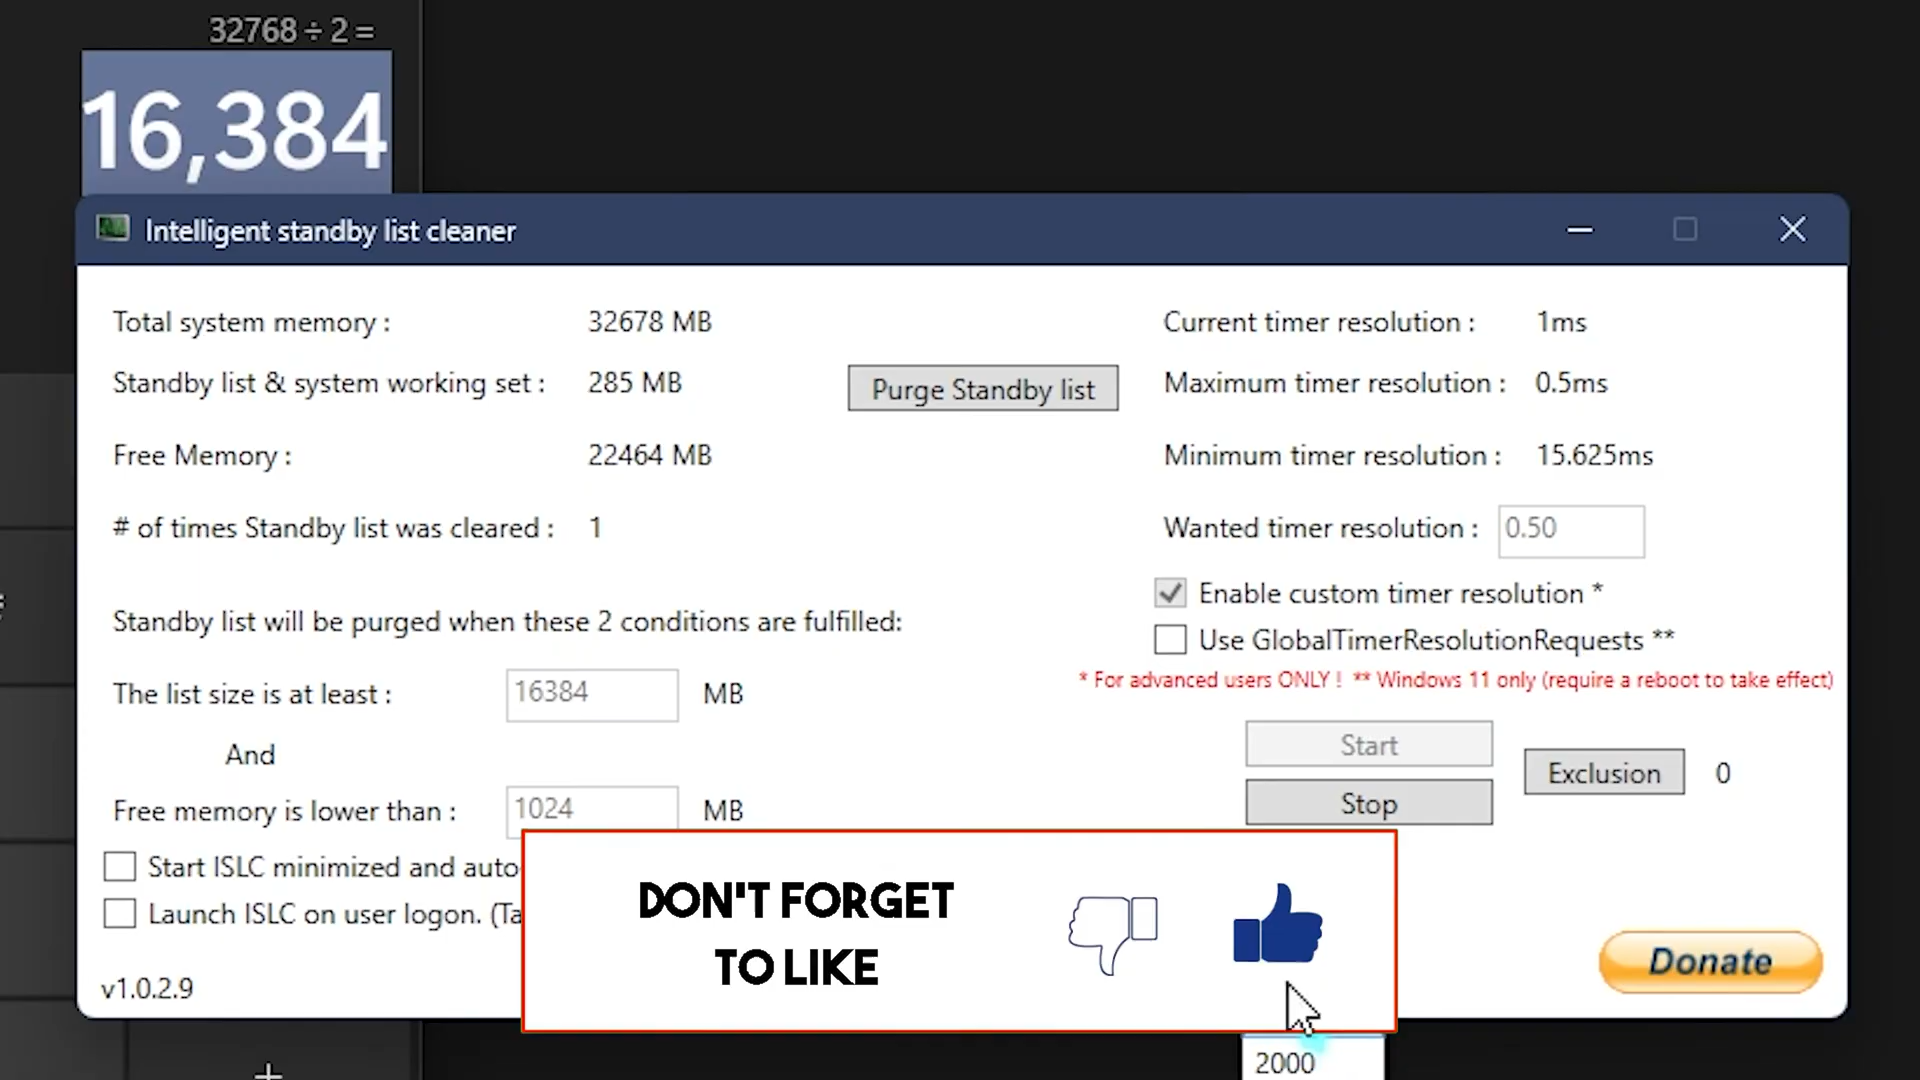 32768 ÷ 2 =
16,384
Intelligent standby list cleaner
Total system memory : 32678 MB
Standby list & system working set : 285 MB
Purge Standby list
Free Memory : 22464 MB
# of times Standby list was cleared : 1
Standby list will be purged when these 2 conditions are fulfilled:
The list size is at least : 16384 MB
And
Free memory is lower than : 1024 MB
Start ISLC minimized and auto-
Launch ISLC on user logon. (Ta
v1.0.2.9
Current timer resolution : 1ms
Maximum timer resolution : 0.5ms
Minimum timer resolution : 15.625ms
Wanted timer resolution : 0.50
Enable custom timer resolution *
Use GlobalTimerResolutionRequests **
* For advanced users ONLY ! ** Windows 11 only (require a reboot to take effect)
Start
Stop
Exclusion 0
DON'T FORGET
TO LIKE
Donate
2000
+